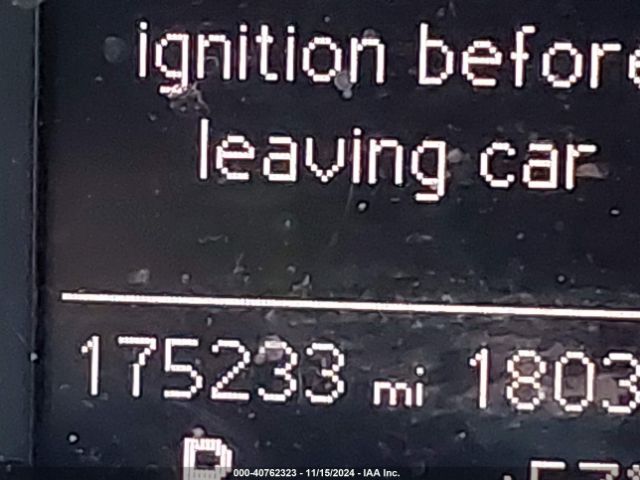 ignition before
leaving car
175233 mi 1803
P
000-40762323 - 11/15/2024 - IAA Inc.